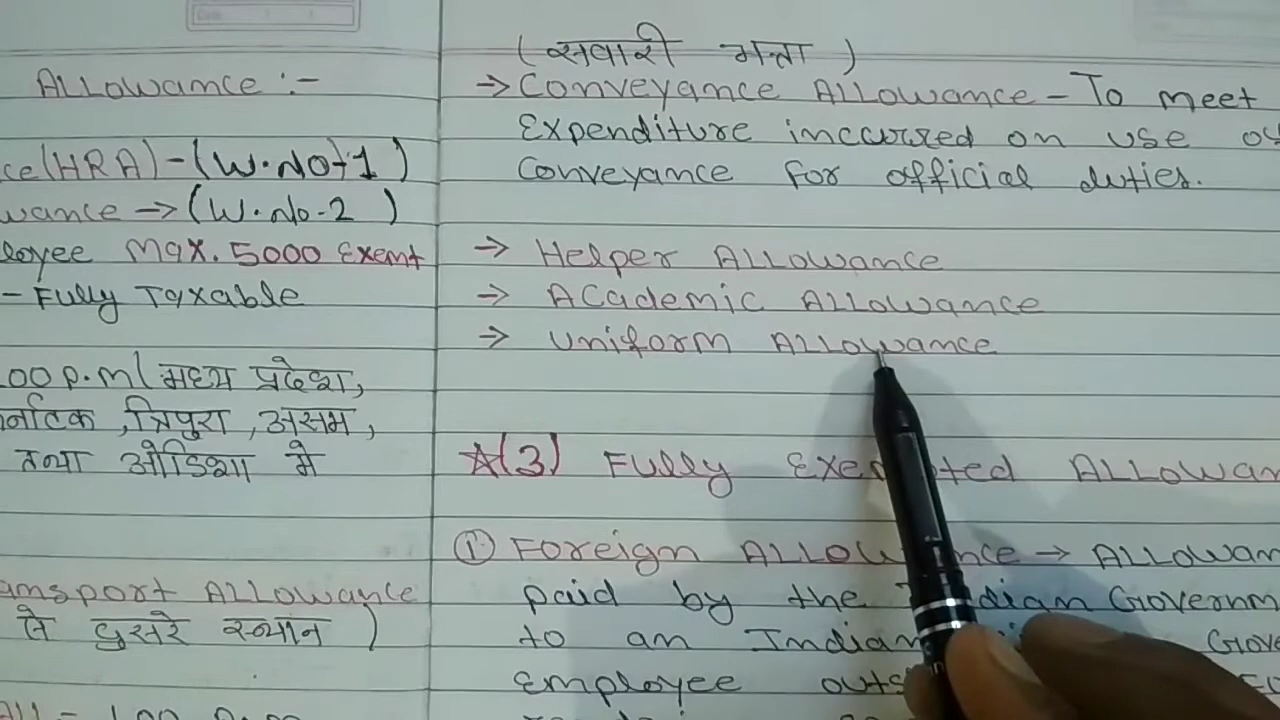 ALLowance :-
ce(HRA) - (W.No-1)
wance → (W.No.2)
loyee Max. 5000 Exemt
- Fully Taxable
00 P.M( मध्य प्रदेश,
र्नाटक, त्रिपुरा, असम,
तथा ओडिशा में
ansport ALLowance
से दुसरे स्थान )
(सवारी भत्ता)
→ Conveyance ALLowance - To meet
Expenditure inccurred on use of
Conveyance for official duties.
→ Helper ALLowance
→ Academic ALLowance
→ Uniform ALLowance
☆(3) Fully Exempted ALLowan
① Foreign ALLowance → ALLowan
paid by the Indian Governm
to an Indian Gove
Employee outs